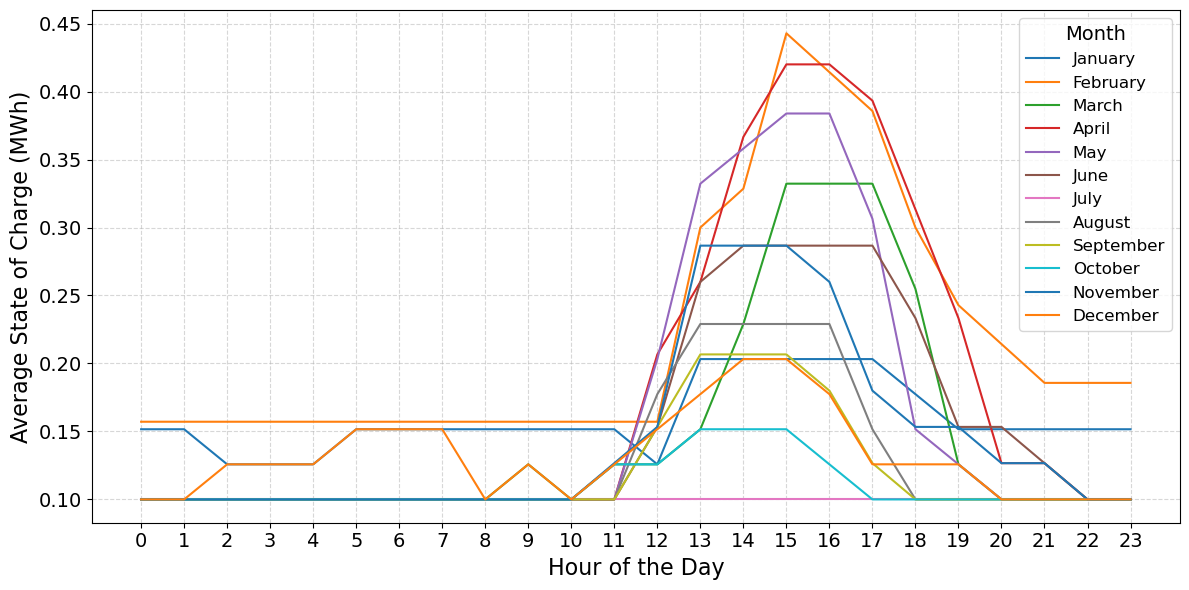 0.45
0.40
0.35
0.30
0.25
0.20
0.15
0.10
Average State of Charge (MWh)
0 1 2 3 4 5 6 7 8 9 10 11 12 13 14 15 16 17 18 19 20 21 22 23
Hour of the Day
Month
January
February
March
April
May
June
July
August
September
October
November
December